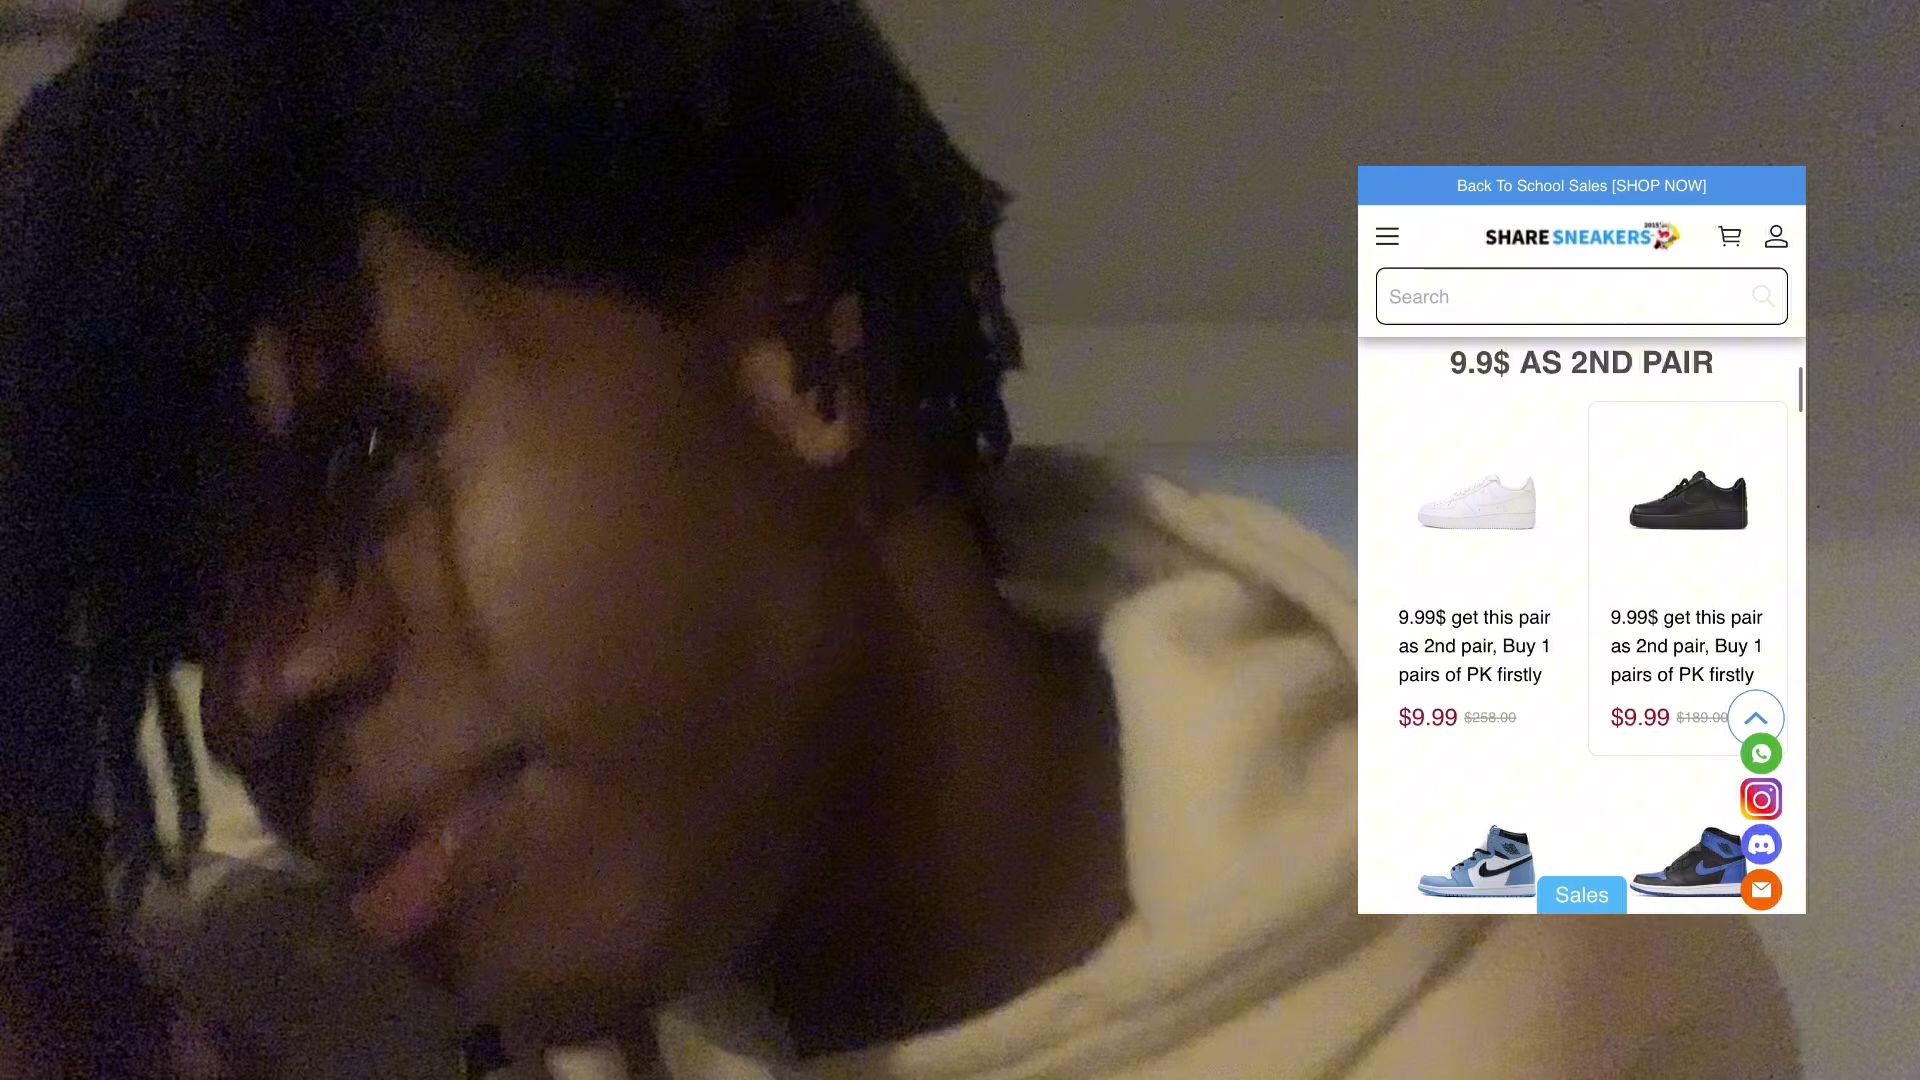 Back To School Sales [SHOP NOW]
2015
SHARE SNEAKERS
Search
9.9$ AS 2ND PAIR
9.99$ get this pair
as 2nd pair, Buy 1
pairs of PK firstly
$9.99 $258.00
9.99$ get this pair
as 2nd pair, Buy 1
pairs of PK firstly
$9.99 $189.00
Sales